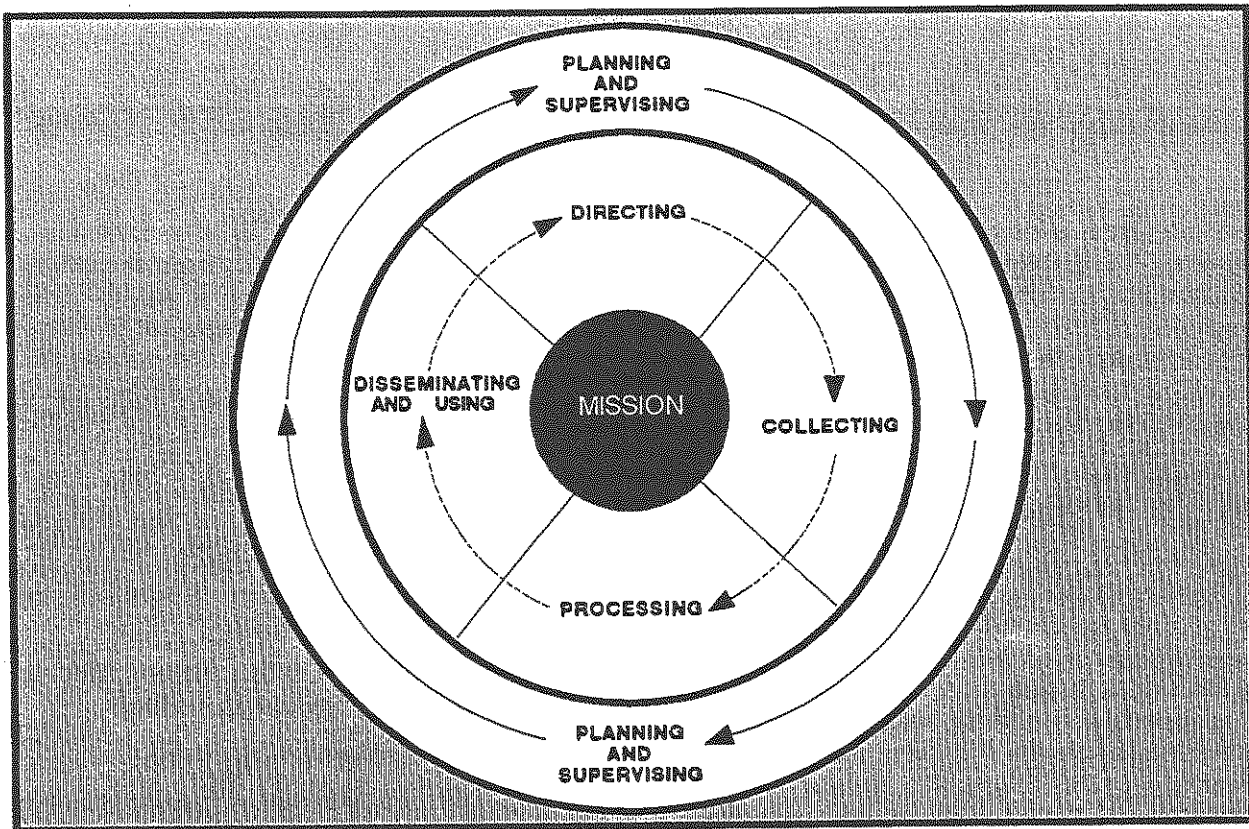 PLANNING
AND
SUPERVISING
DIRECTING
DISSEMINATING
AND USING
MISSION
COLLECTING
PROCESSING
PLANNING
AND
SUPERVISING